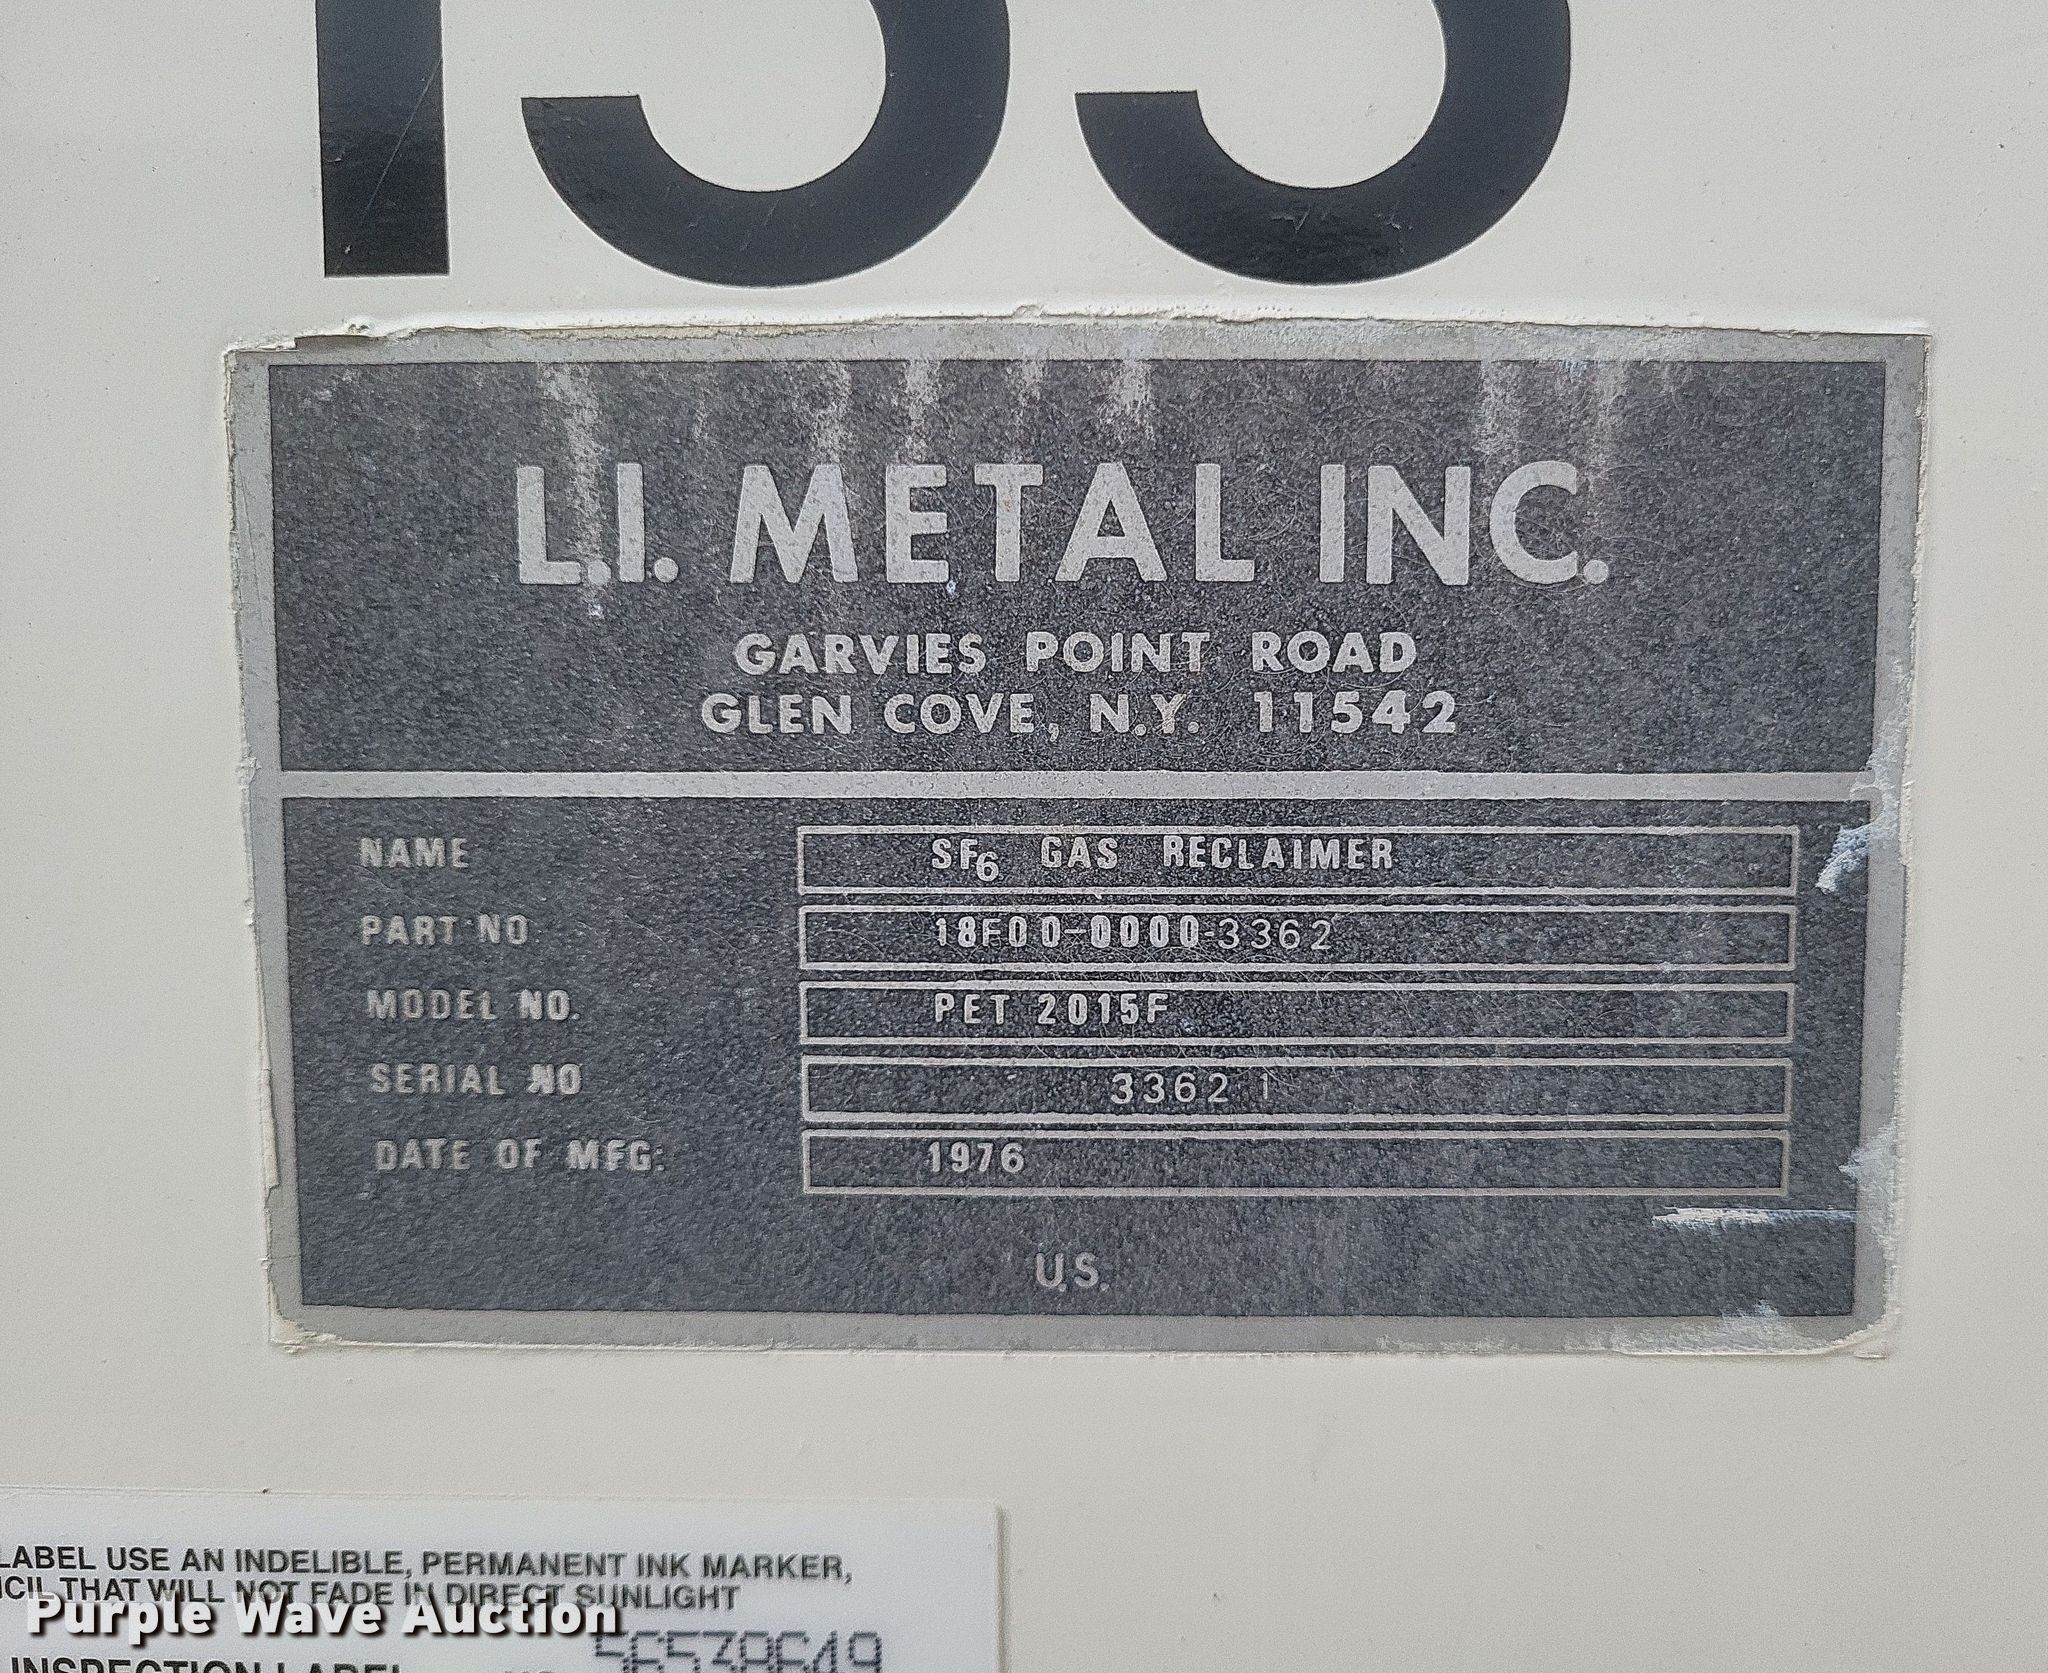 L.I. METAL INC.
GARVIES POINT ROAD
GLEN COVE, N.Y. 11542
NAME SF6 GAS RECLAIMER
PART NO 18F00-0000-3362
MODEL NO. PET 2015F
SERIAL NO 3362 1
DATE OF MFG: 1976
U.S.
LABEL USE AN INDELIBLE, PERMANENT INK MARKER,
THAT WILL NOT FADE IN DIRECT SUNLIGHT
Purple Wave Auction
INSPECTION LABEL